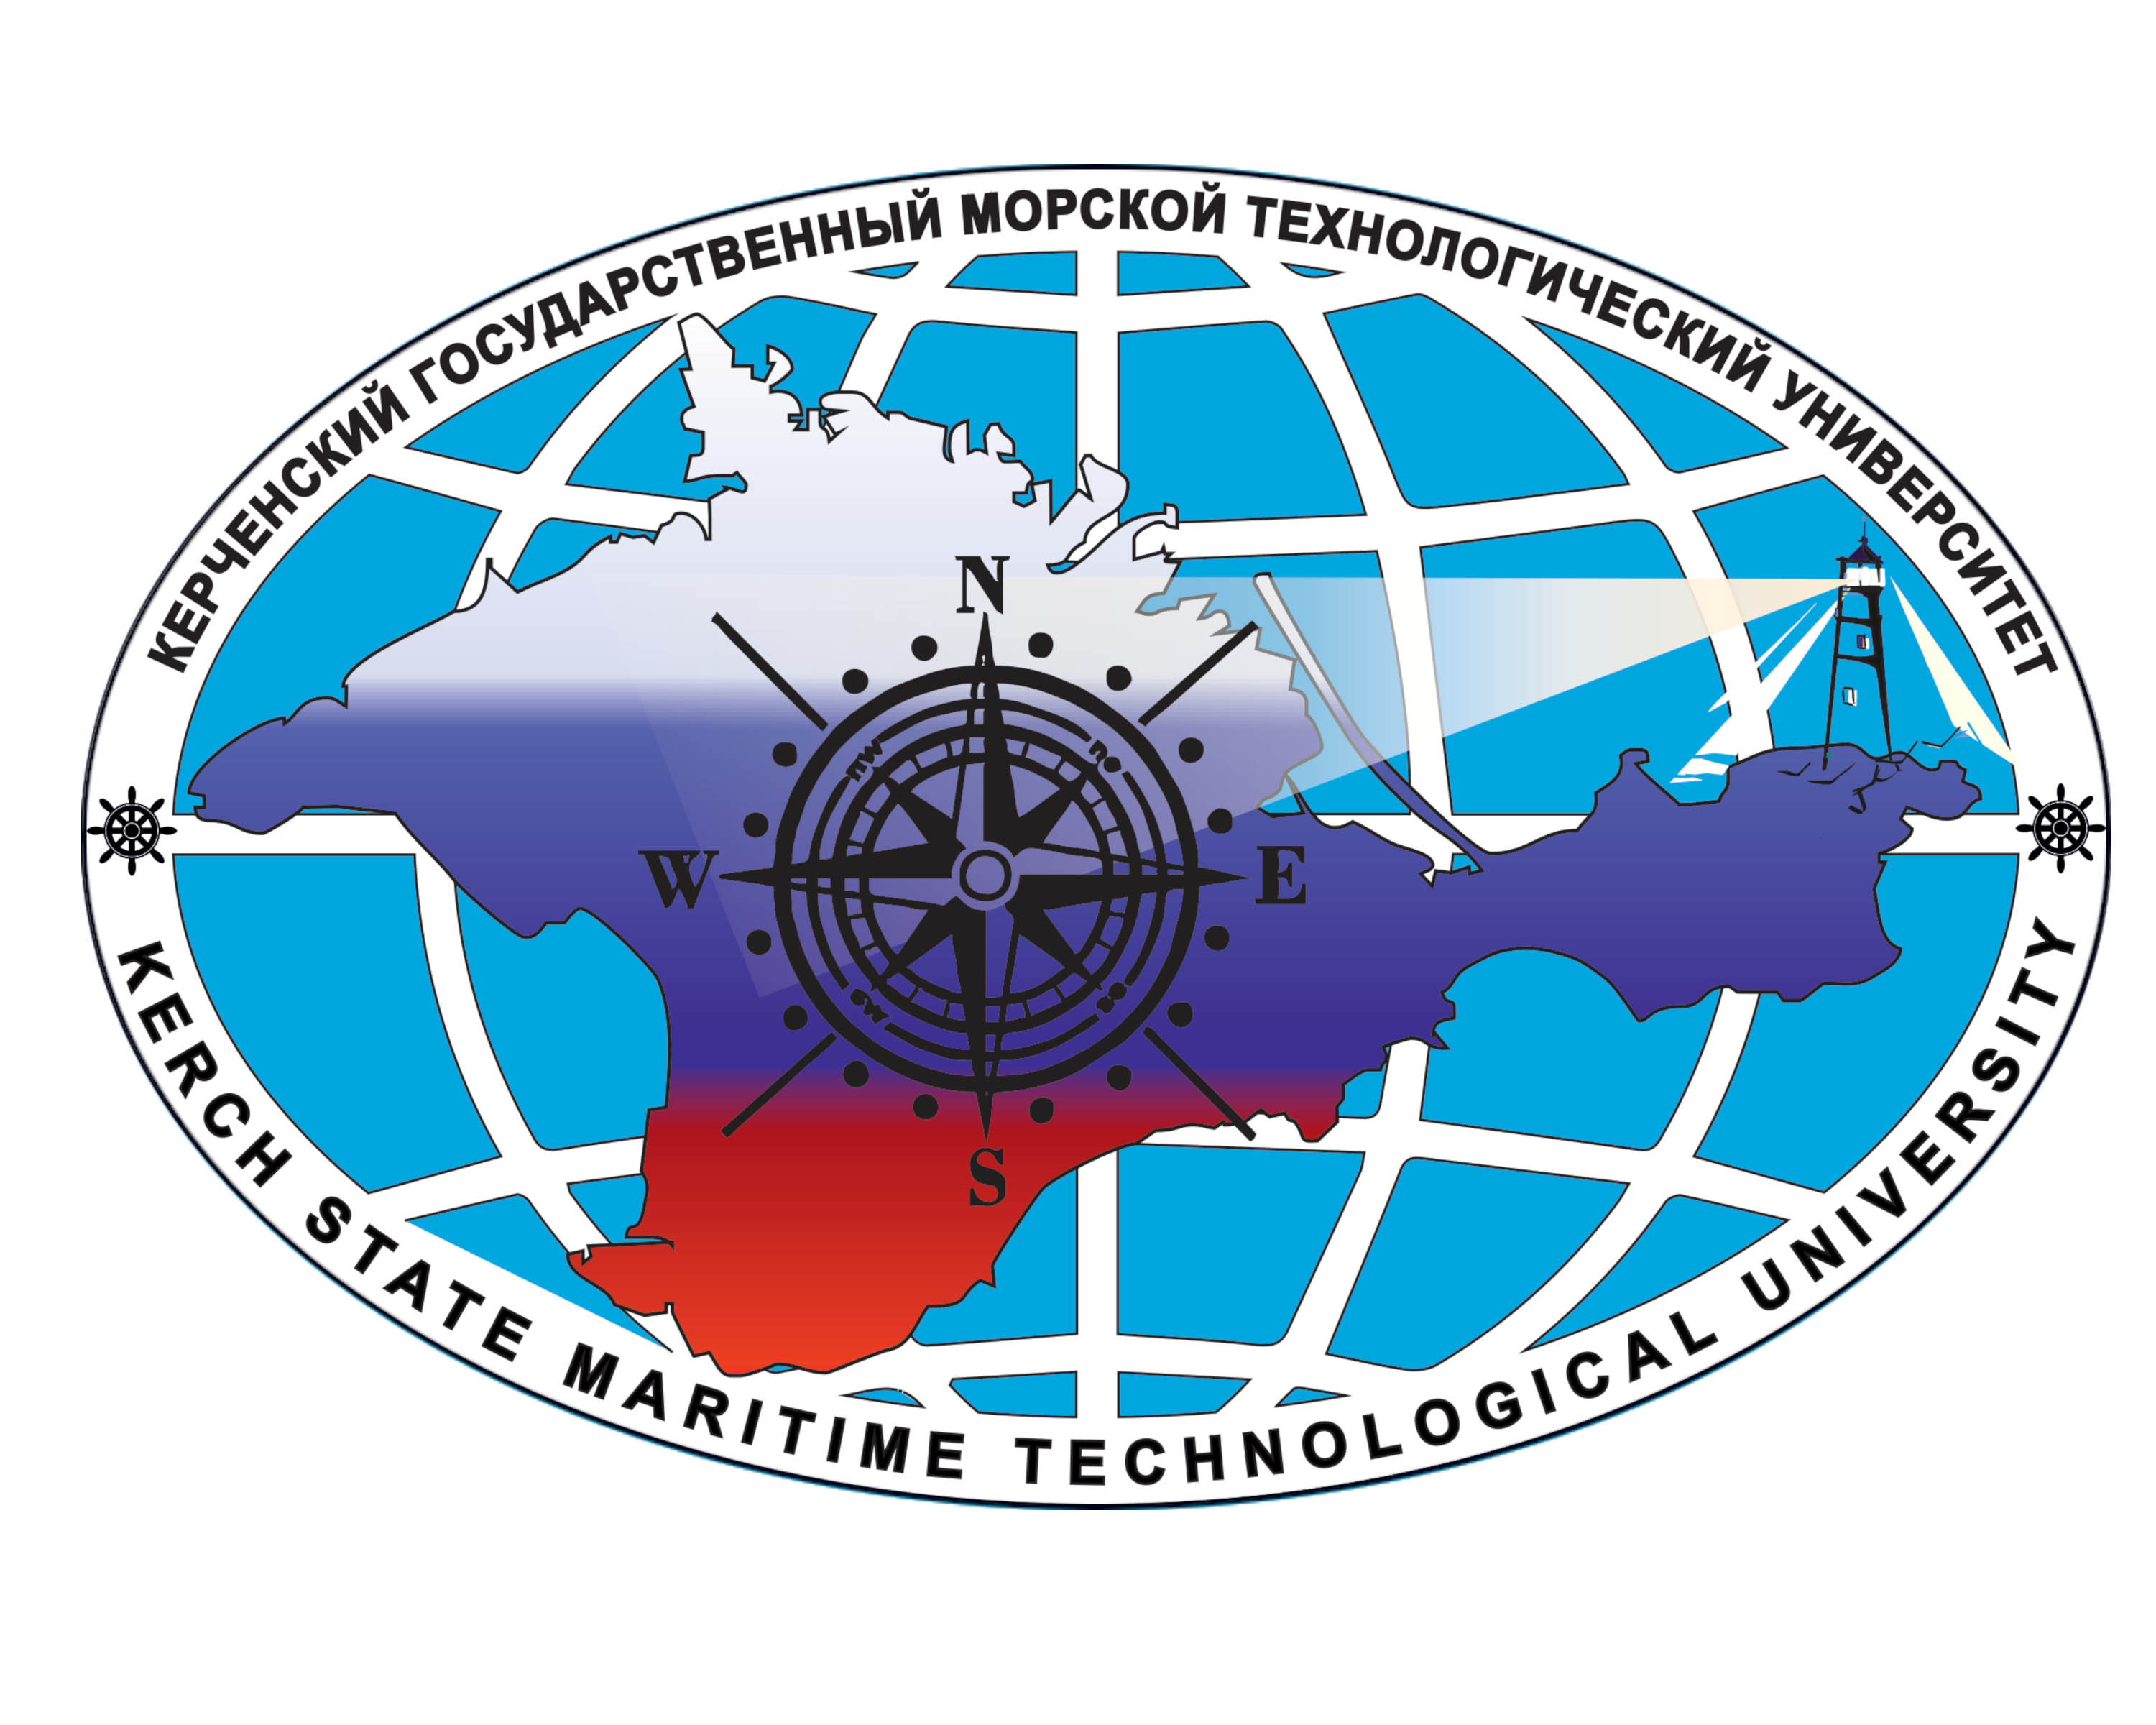 КЕРЧЕНСКИЙ ГОСУДАРСТВЕННЫЙ МОРСКОЙ ТЕХНОЛОГИЧЕСКИЙ УНИВЕРСИТЕТ
N
W
E
S
KERCH STATE MARITIME TECHNOLOGICAL UNIVERSITY